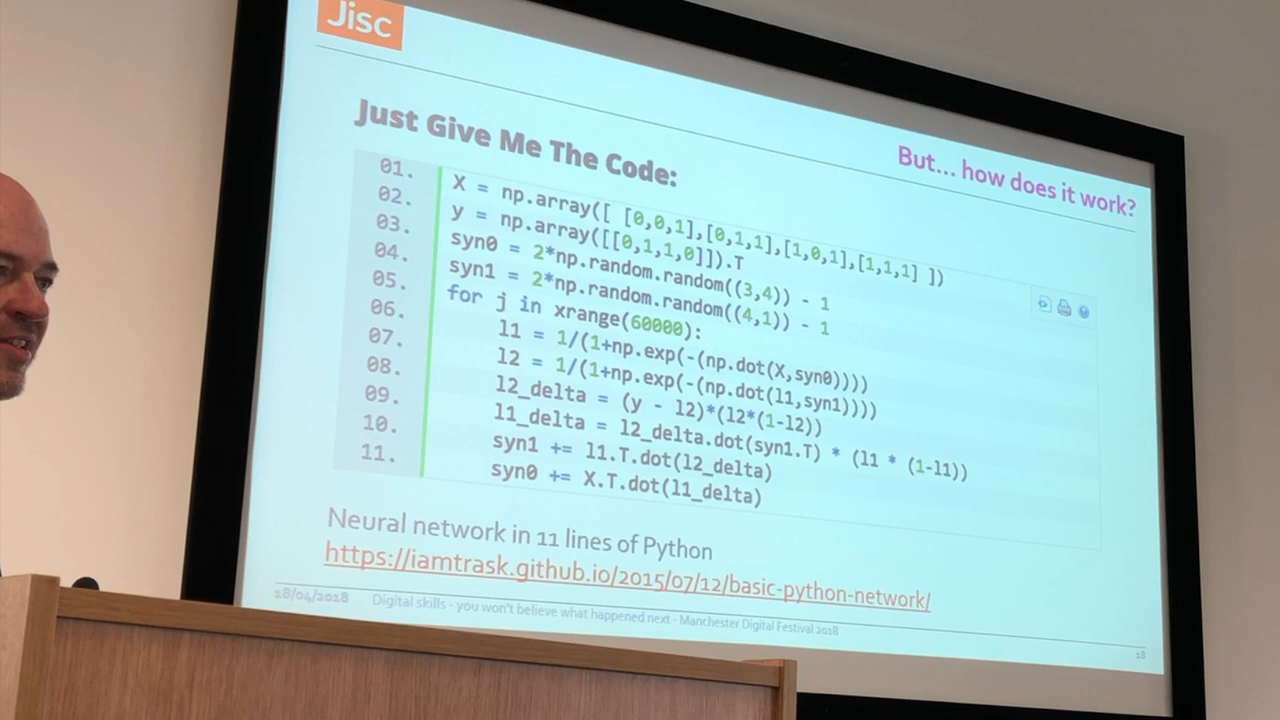 Jisc
But... how does it work?
Just Give Me The Code:
01. X = np.array([ [0,0,1],[0,1,1],[1,0,1],[1,1,1] ])
02. y = np.array([[0,1,1,0]]).T
03. syn0 = 2*np.random.random((3,4)) - 1
04. syn1 = 2*np.random.random((4,1)) - 1
05. for j in xrange(60000):
06.     l1 = 1/(1+np.exp(-(np.dot(X,syn0))))
07.     l2 = 1/(1+np.exp(-(np.dot(l1,syn1))))
08.     l2_delta = (y - l2)*(l2*(1-l2))
09.     l1_delta = l2_delta.dot(syn1.T) * (l1 * (1-l1))
10.     syn1 += l1.T.dot(l2_delta)
11.     syn0 += X.T.dot(l1_delta)
Neural network in 11 lines of Python
https://iamtrask.github.io/2015/07/12/basic-python-network/
18/04/2018 Digital skills - you won't believe what happened next - Manchester Digital Festival 2018 18